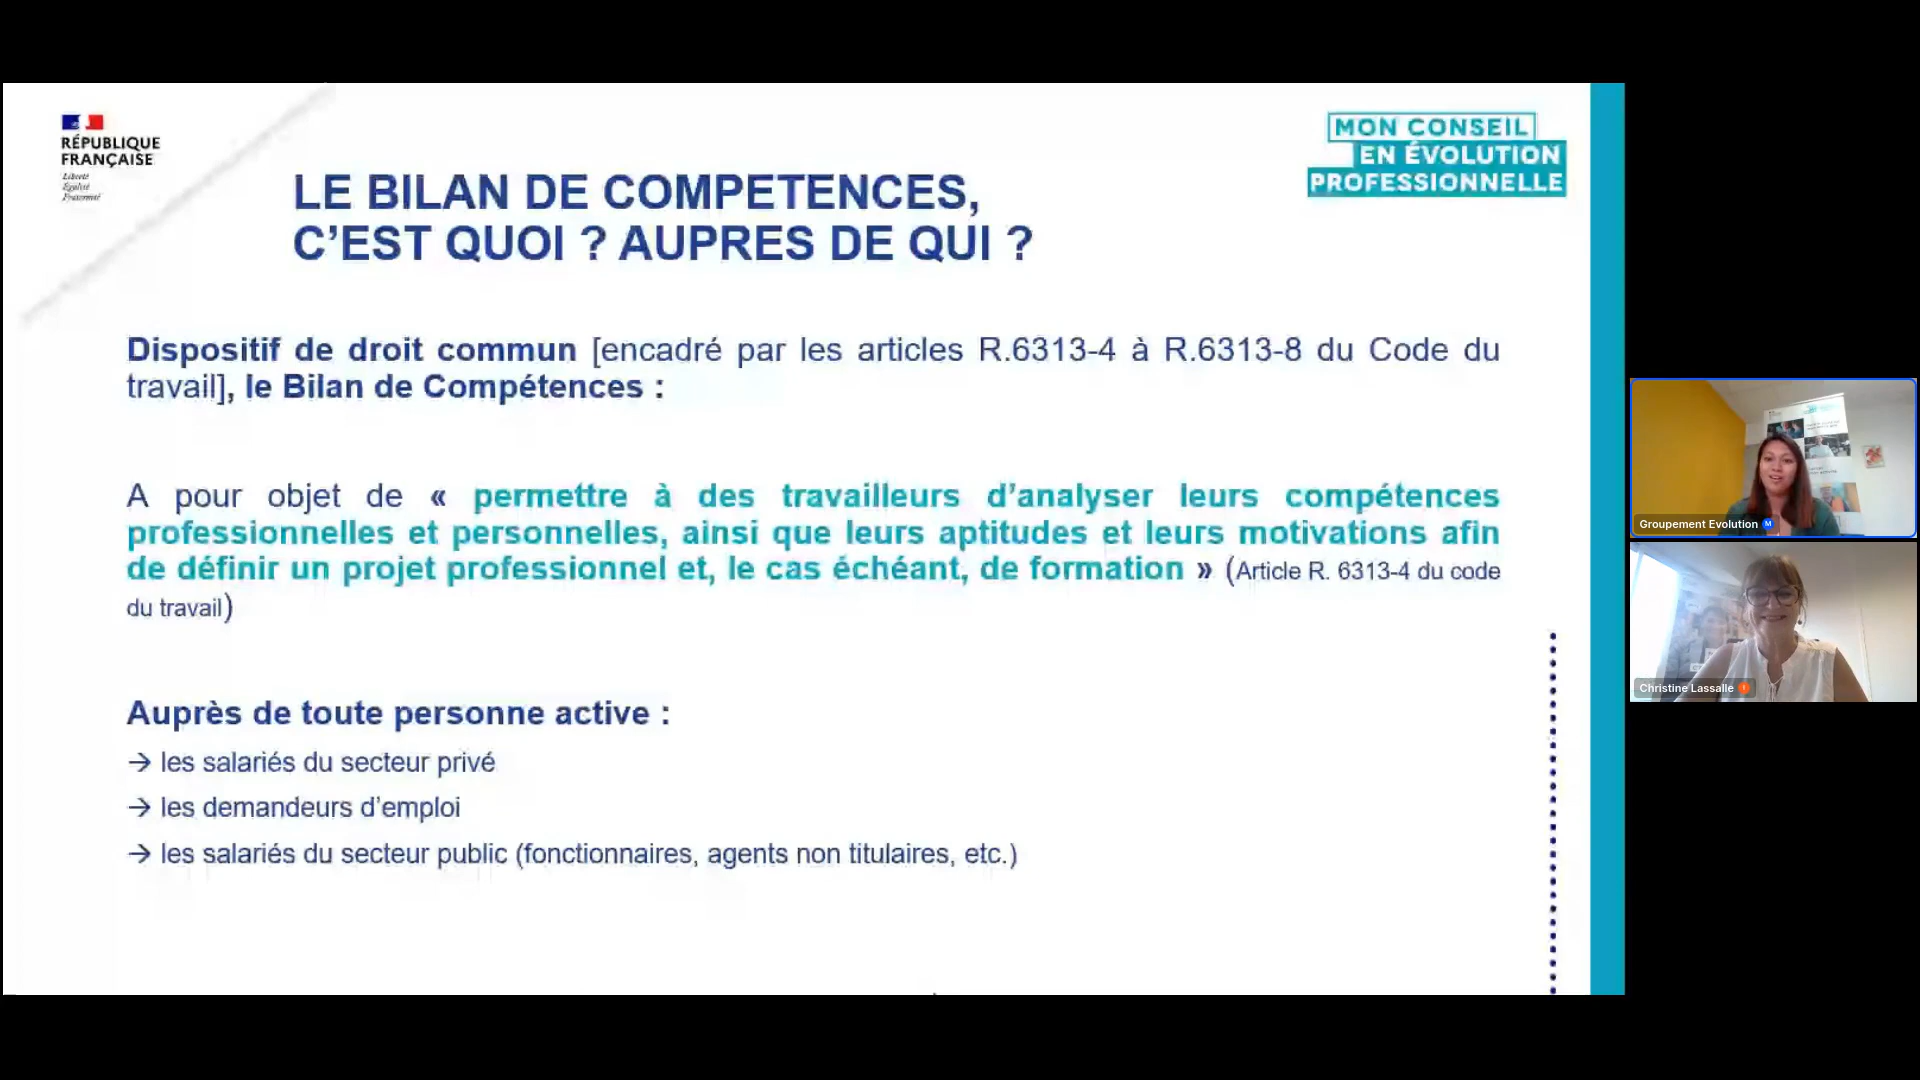 RÉPUBLIQUE
FRANÇAISE
Liberté
Égalité
Fraternité
MON CONSEIL
EN ÉVOLUTION
PROFESSIONNELLE
LE BILAN DE COMPETENCES,
C’EST QUOI ? AUPRES DE QUI ?
Dispositif de droit commun [encadré par les articles R.6313-4 à R.6313-8 du Code du
travail], le Bilan de Compétences :
A pour objet de « permettre à des travailleurs d’analyser leurs compétences
professionnelles et personnelles, ainsi que leurs aptitudes et leurs motivations afin
de définir un projet professionnel et, le cas échéant, de formation » (Article R. 6313-4 du code
du travail)
Auprès de toute personne active :
→ les salariés du secteur privé
→ les demandeurs d’emploi
→ les salariés du secteur public (fonctionnaires, agents non titulaires, etc.)
Groupement Evolution M
Christine Lassalle